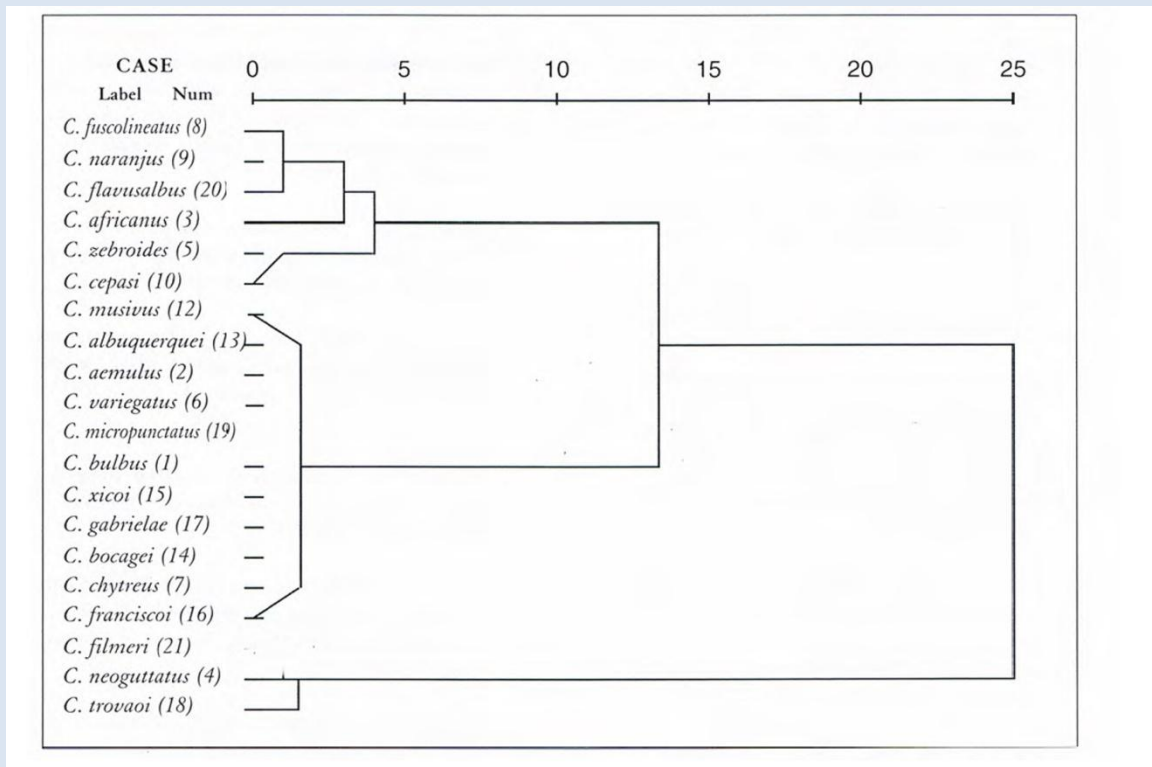 CASE 0 5 10 15 20 25
Label Num
C. fuscolineatus (8)
C. naranjus (9)
C. flavusalbus (20)
C. africanus (3)
C. zebroides (5)
C. cepasi (10)
C. musivus (12)
C. albuquerquei (13)
C. aemulus (2)
C. variegatus (6)
C. micropunctatus (19)
C. bulbus (1)
C. xicoi (15)
C. gabrielae (17)
C. bocagei (14)
C. chytreus (7)
C. franciscoi (16)
C. filmeri (21)
C. neoguttatus (4)
C. trovaoi (18)